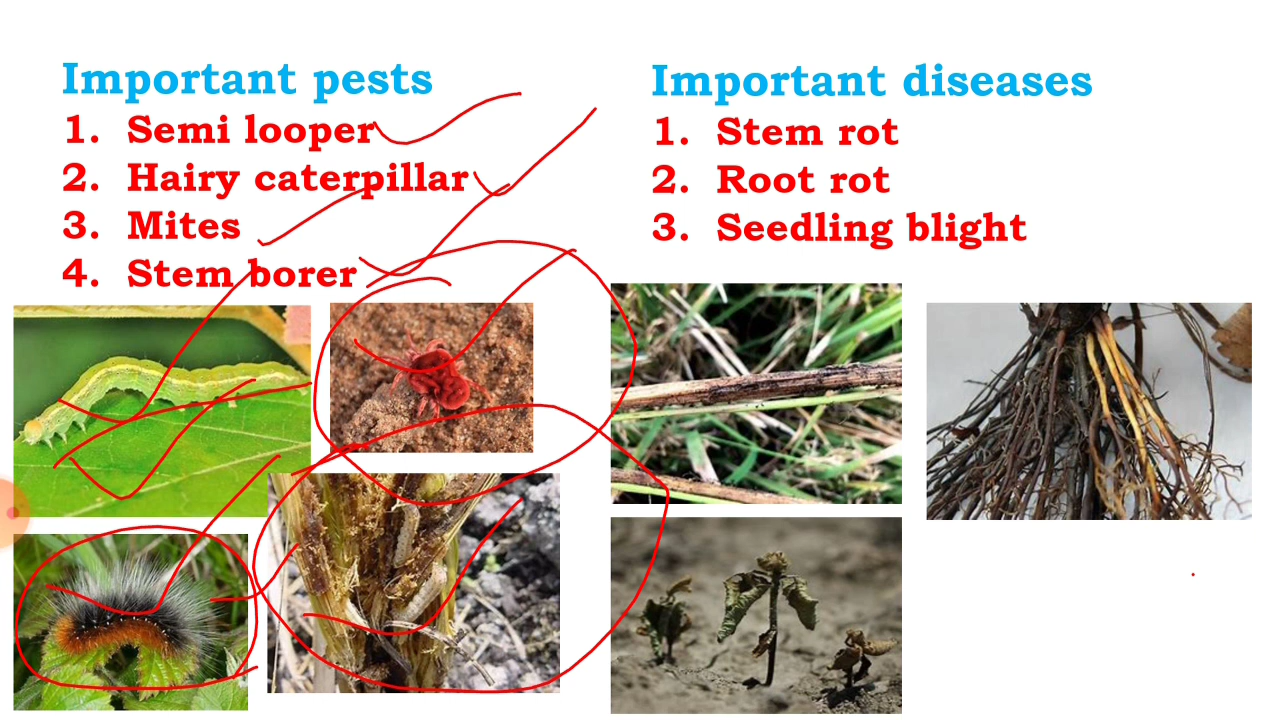 Important pests
1. Semi looper
2. Hairy caterpillar
3. Mites
4. Stem borer
Important diseases
1. Stem rot
2. Root rot
3. Seedling blight